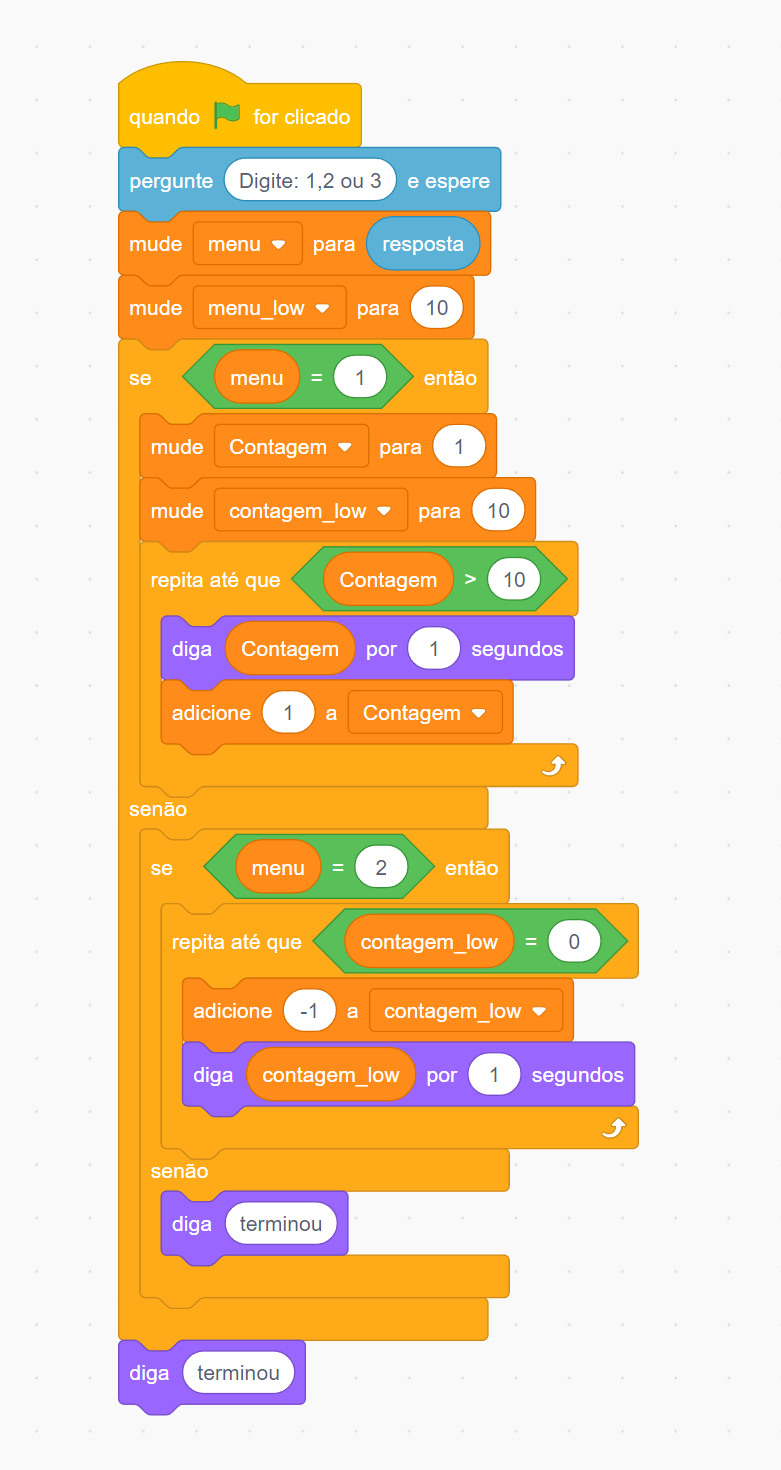 quando for clicado
pergunte Digite: 1,2 ou 3 e espere
mude menu para resposta
mude menu_low para 10
se menu = 1 então
mude Contagem para 1
mude contagem_low para 10
repita até que Contagem > 10
diga Contagem por 1 segundos
adicione 1 a Contagem
senão
se menu = 2 então
repita até que contagem_low = 0
adicione -1 a contagem_low
diga contagem_low por 1 segundos
senão
diga terminou
diga terminou